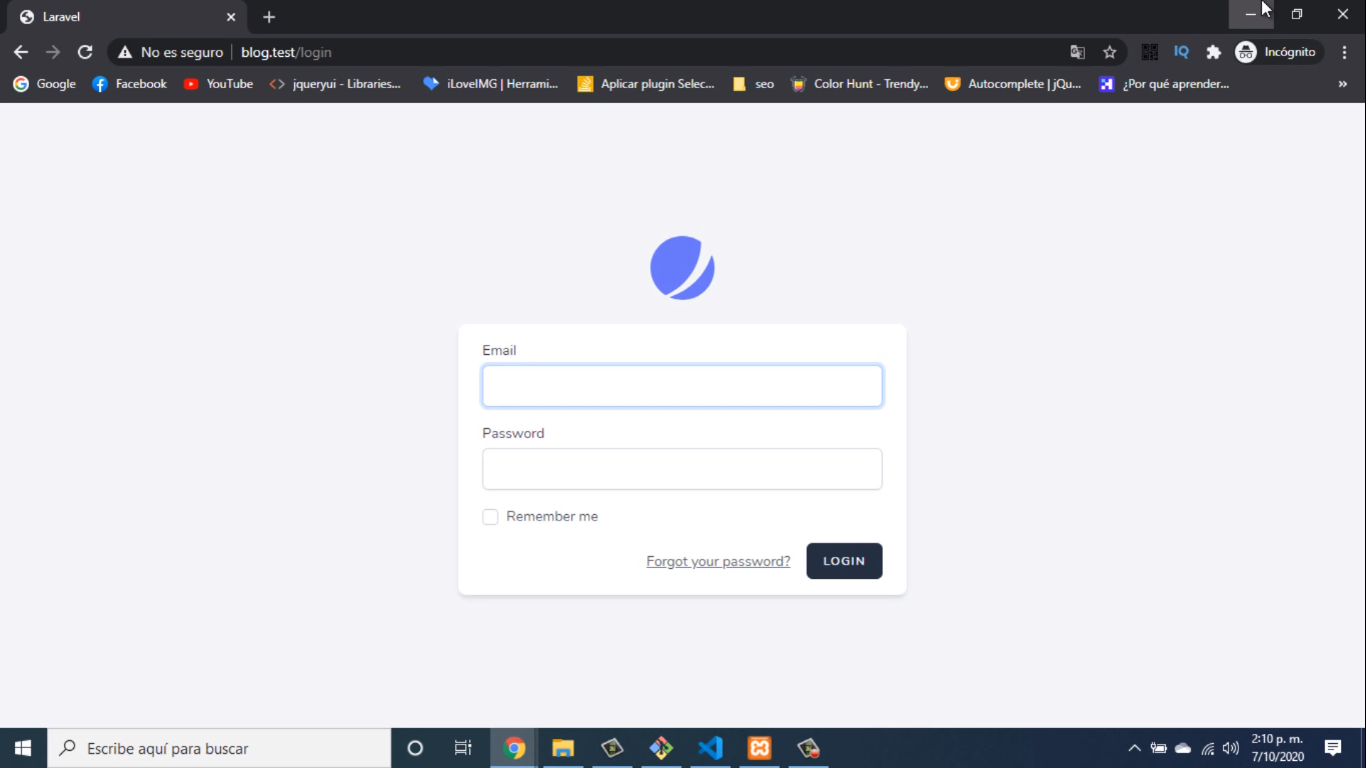 Laravel
No es seguro blog.test/login Incógnito
Google Facebook YouTube jqueryui - Libraries... iLoveIMG | Herrami... Aplicar plugin Selec... seo Color Hunt - Trendy... Autocomplete | jQu... ¿Por qué aprender... »
Email
Password
Remember me
Forgot your password? LOGIN
Escribe aquí para buscar
2:10 p. m.
7/10/2020